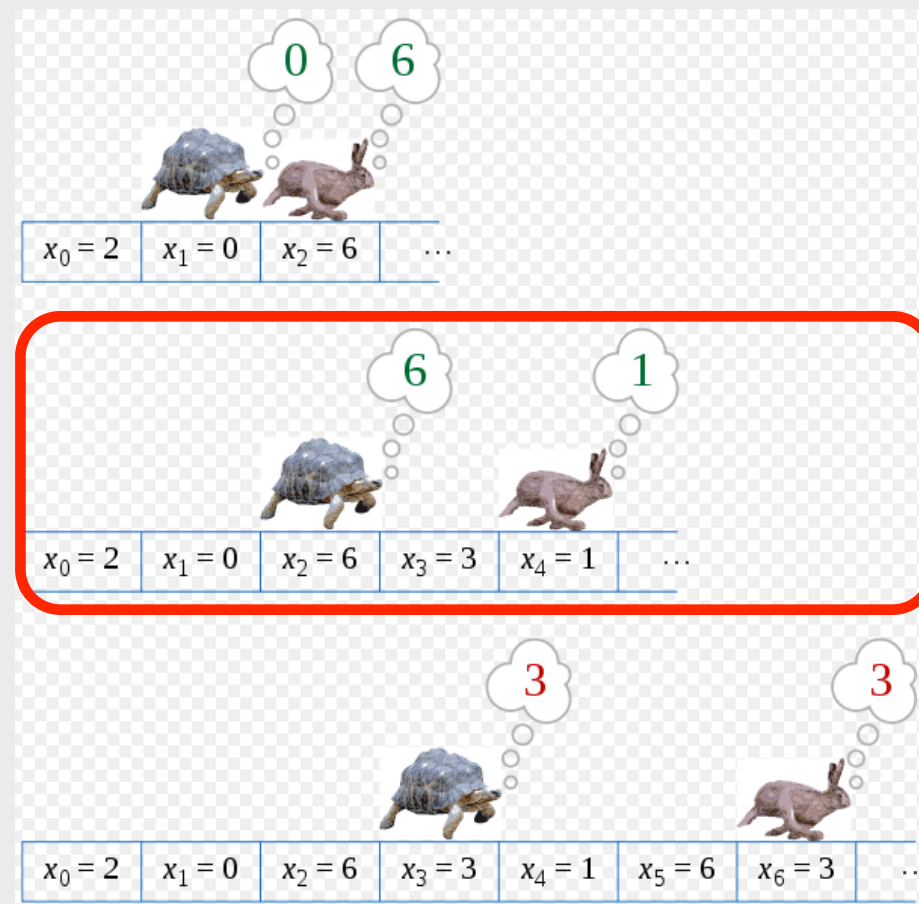 0 6
x₀ = 2 x₁ = 0 x₂ = 6 ...
6 1
x₀ = 2 x₁ = 0 x₂ = 6 x₃ = 3 x₄ = 1 ...
3 3
x₀ = 2 x₁ = 0 x₂ = 6 x₃ = 3 x₄ = 1 x₅ = 6 x₆ = 3 ..